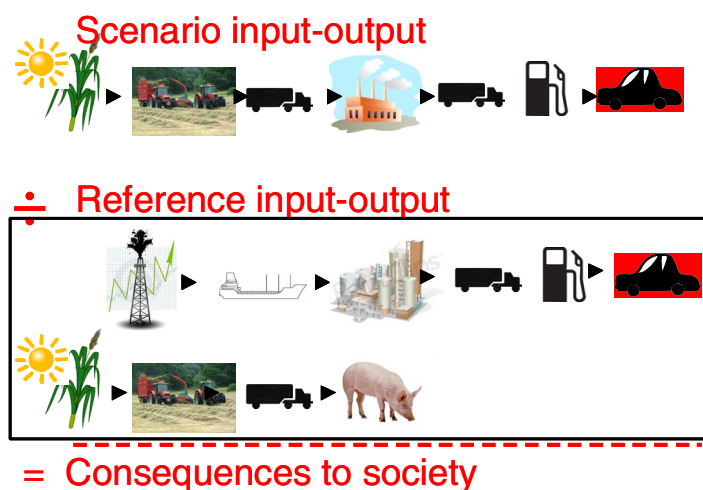 Scenario input-output
÷ Reference input-output
= Consequences to society